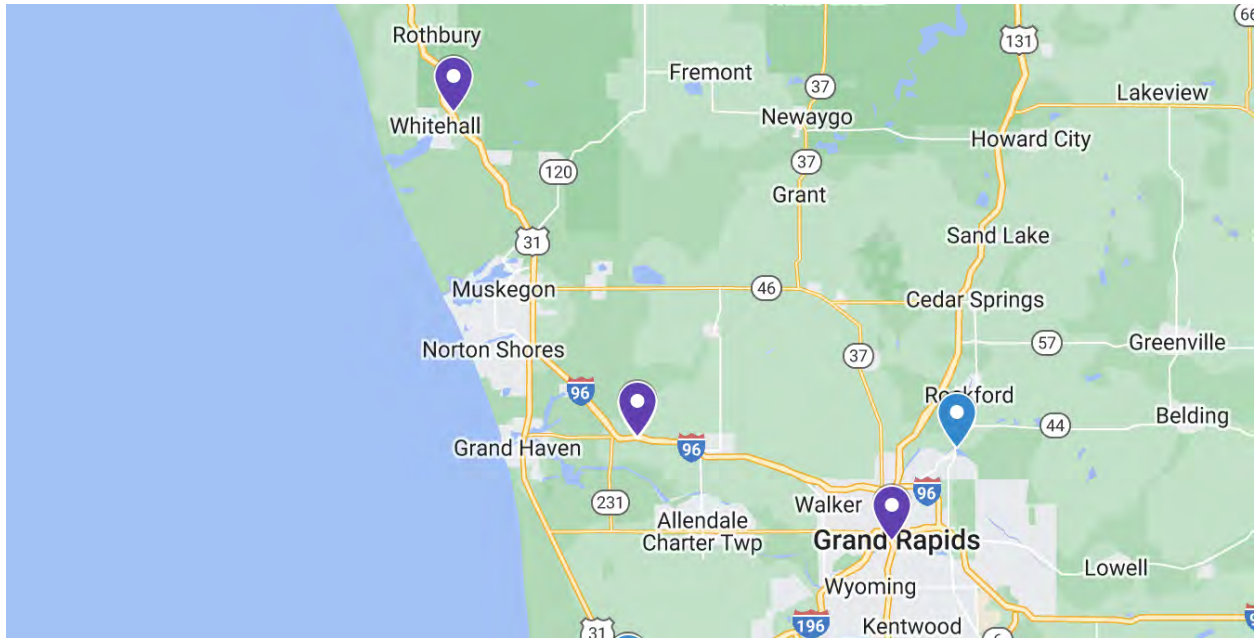 66
Rothbury
131
Fremont
37
Lakeview
Newaygo
Whitehall
Howard City
37
120
Grant
31
Sand Lake
Muskegon
46
Cedar Springs
57
Norton Shores
37
Greenville
96
Rockford
Belding
44
Grand Haven
96
96
231
Walker
Allendale
Charter Twp
Grand Rapids
Lowell
Wyoming
196
Kentwood
31
6